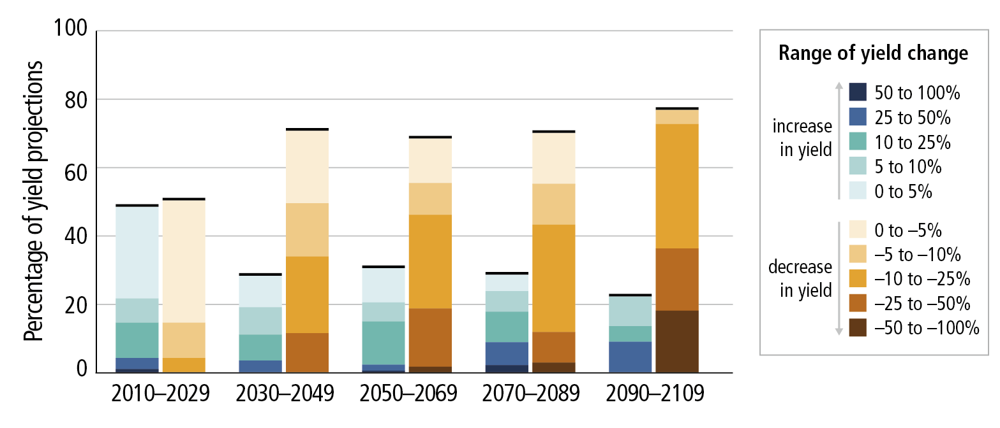 Percentage of yield projections
100
80
60
40
20
0
2010–2029
2030–2049
2050–2069
2070–2089
2090–2109
Range of yield change
increase
in yield
50 to 100%
25 to 50%
10 to 25%
5 to 10%
0 to 5%
decrease
in yield
0 to –5%
–5 to –10%
–10 to –25%
–25 to –50%
–50 to –100%